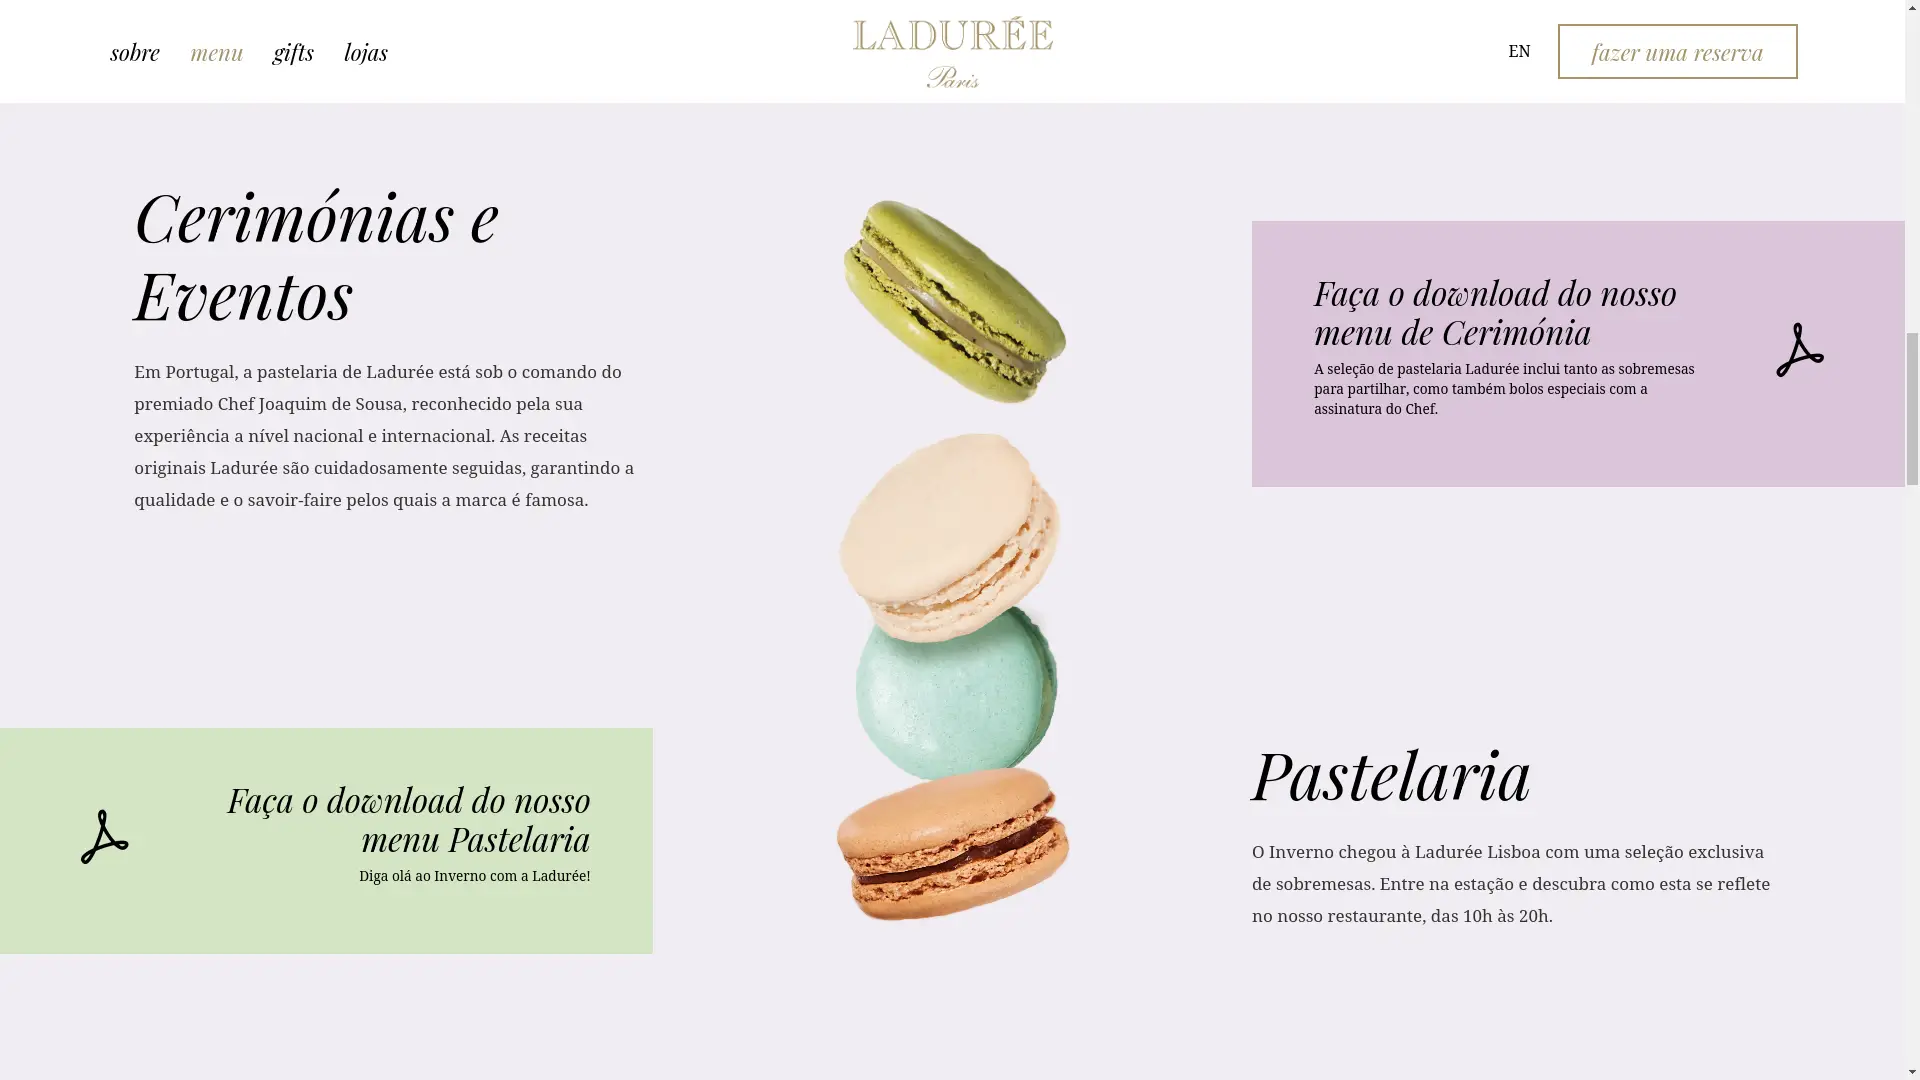 sobre
menu
gifts
lojas
LADURÉE
Paris
EN
fazer uma reserva
Cerimónias e
Eventos
Em Portugal, a pastelaria de Ladurée está sob o comando do
premiado Chef Joaquim de Sousa, reconhecido pela sua
experiência a nível nacional e internacional. As receitas
originais Ladurée são cuidadosamente seguidas, garantindo a
qualidade e o savoir-faire pelos quais a marca é famosa.
Faça o download do nosso
menu de Cerimónia
A seleção de pastelaria Ladurée inclui tanto as sobremesas
para partilhar, como também bolos especiais com a
assinatura do Chef.
Faça o download do nosso
menu Pastelaria
Diga olá ao Inverno com a Ladurée!
Pastelaria
O Inverno chegou à Ladurée Lisboa com uma seleção exclusiva
de sobremesas. Entre na estação e descubra como esta se reflete
no nosso restaurante, das 10h às 20h.